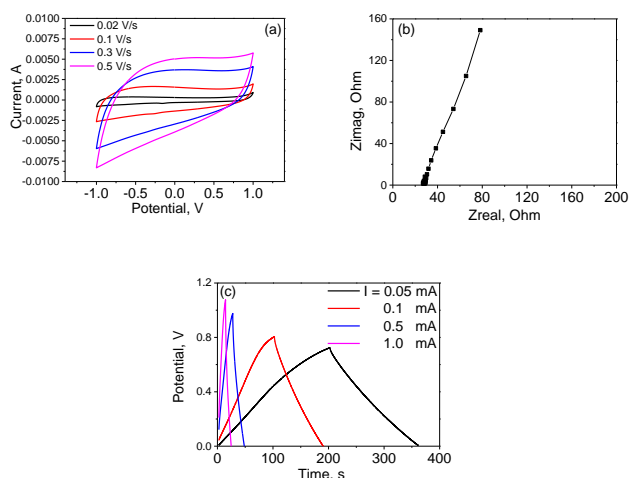 (a)
0.02 V/s
0.1 V/s
0.3 V/s
0.5 V/s
0.0100
0.0075
0.0050
0.0025
0.0000
-0.0025
-0.0050
-0.0075
-0.0100
Current, A
-1.0 -0.5 0.0 0.5 1.0
Potential, V
(b)
160
120
80
40
0
Zimag, Ohm
0 40 80 120 160 200
Zreal, Ohm
(c)
I = 0.05 mA
0.1 mA
0.5 mA
1.0 mA
1.2
0.8
0.4
0.0
Potential, V
0 100 200 300 400
Time, s